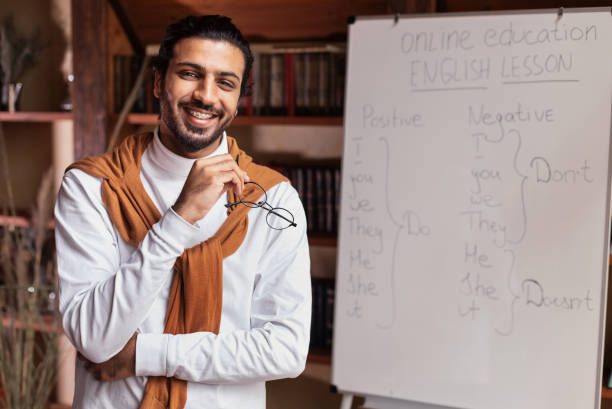 online education
ENGLISH LESSON
Positive Negative
I I
you you Don't
we we
They Do They
He He
She She Doesn't
it it